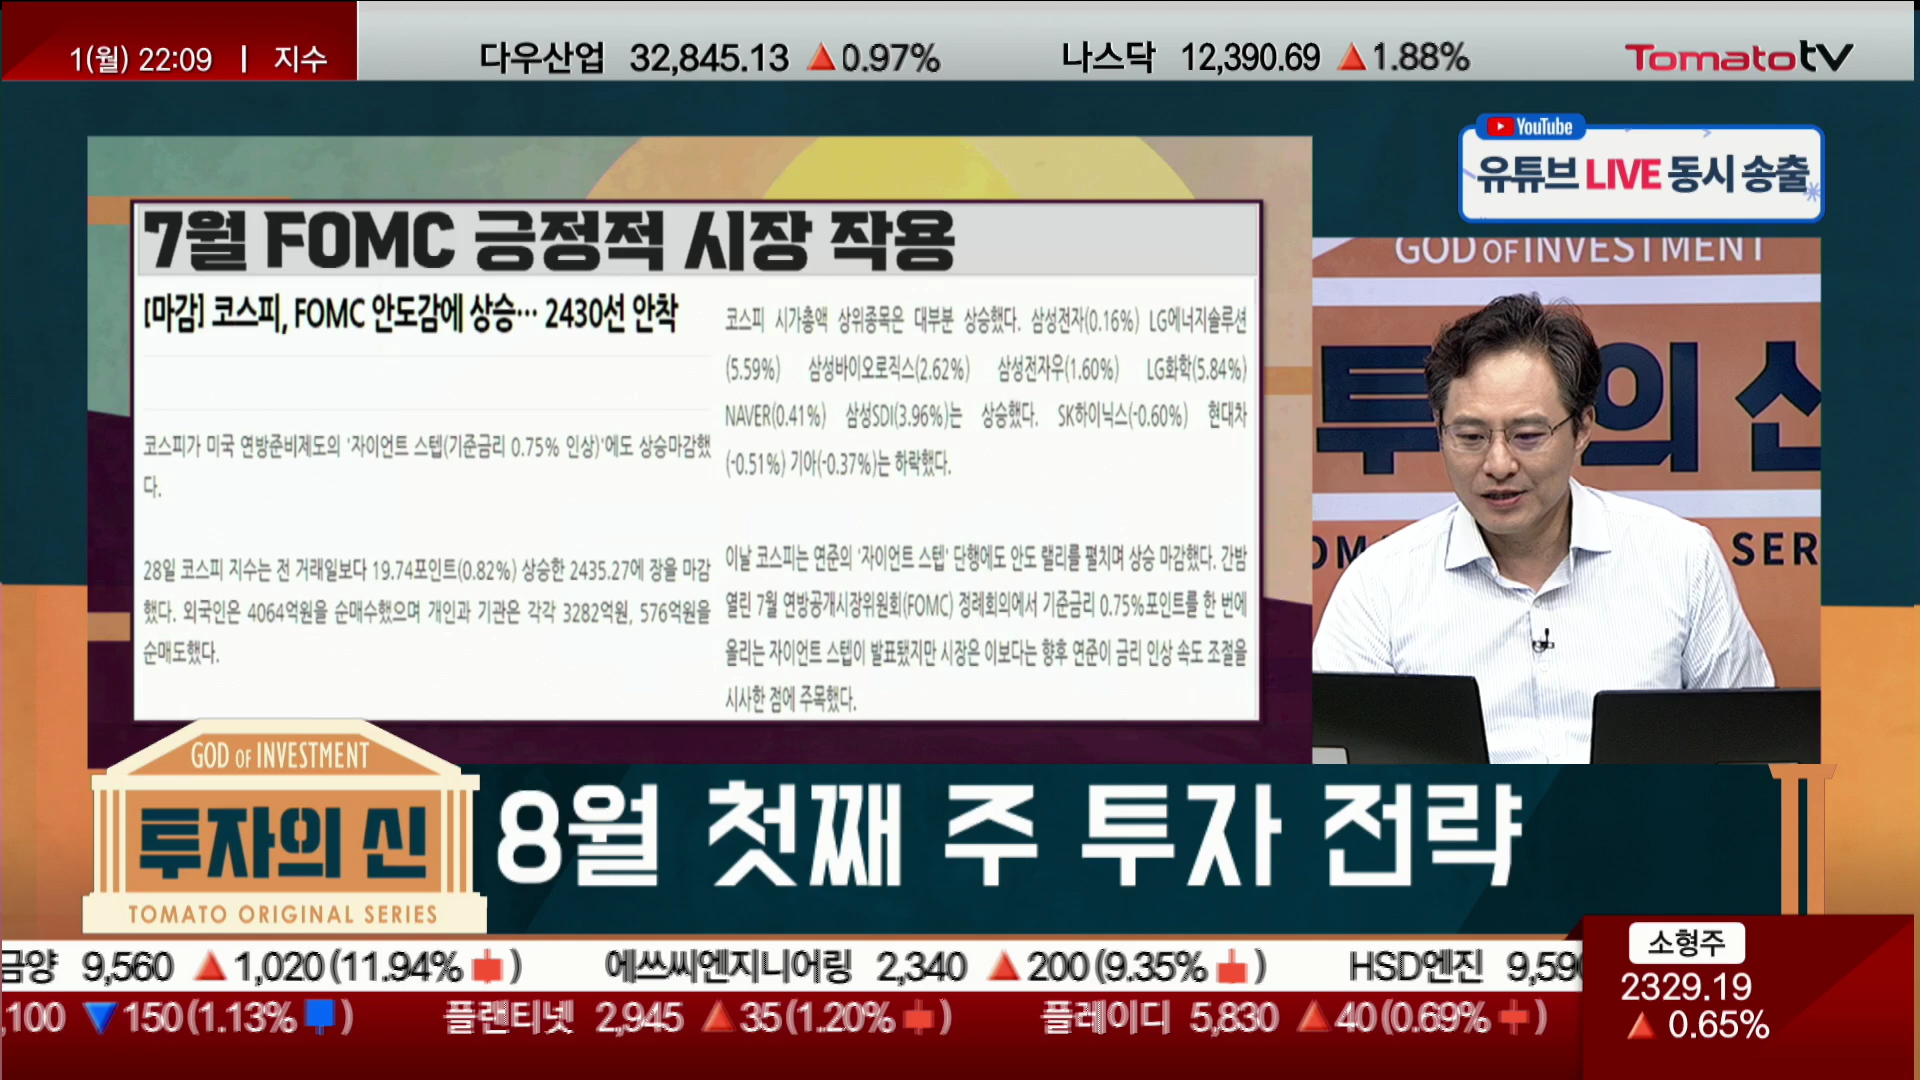 1(월) 22:09 | 지수
다우산업 32,845.13 ▲0.97%
나스닥 12,390.69 ▲1.88%
Tomatotv
YouTube
유튜브 LIVE 동시 송출
7월 FOMC 긍정적 시장 작용
[마감] 코스피, FOMC 안도감에 상승… 2430선 안착
코스피가 미국 연방준비제도의 '자이언트 스텝(기준금리 0.75% 인상)'에도 상승마감했
다.
28일 코스피 지수는 전 거래일보다 19.74포인트(0.82%) 상승한 2435.27에 장을 마감
했다. 외국인은 4064억원을 순매수했으며 개인과 기관은 각각 3282억원, 576억원을
순매도했다.
코스피 시가총액 상위종목은 대부분 상승했다. 삼성전자(0.16%) LG에너지솔루션
(5.59%) 삼성바이오로직스(2.62%) 삼성전자우(1.60%) LG화학(5.84%)
NAVER(0.41%) 삼성SDI(3.96%)는 상승했다. SK하이닉스(-0.60%) 현대차
(-0.51%) 기아(-0.37%)는 하락했다.
이날 코스피는 연준의 '자이언트 스텝' 단행에도 안도 랠리를 펼치며 상승 마감했다. 간밤
열린 7월 연방공개시장위원회(FOMC) 정례회의에서 기준금리 0.75%포인트를 한 번에
올리는 자이언트 스텝이 발표됐지만 시장은 이보다는 향후 연준이 금리 인상 속도 조절을
시사한 점에 주목했다.
GOD OF INVESTMENT
투 의 신
OM SER
GOD OF INVESTMENT
투자의 신
TOMATO ORIGINAL SERIES
8월 첫째 주 투자 전략
금양 9,560 ▲1,020(11.94%) 에쓰씨엔지니어링 2,340 ▲200(9.35%) HSD엔진 9,590
,100 ▼150(1.13%) 플랜티넷 2,945 ▲35(1.20%) 플레이디 5,830 ▲40(0.69%)
소형주
2329.19
▲ 0.65%